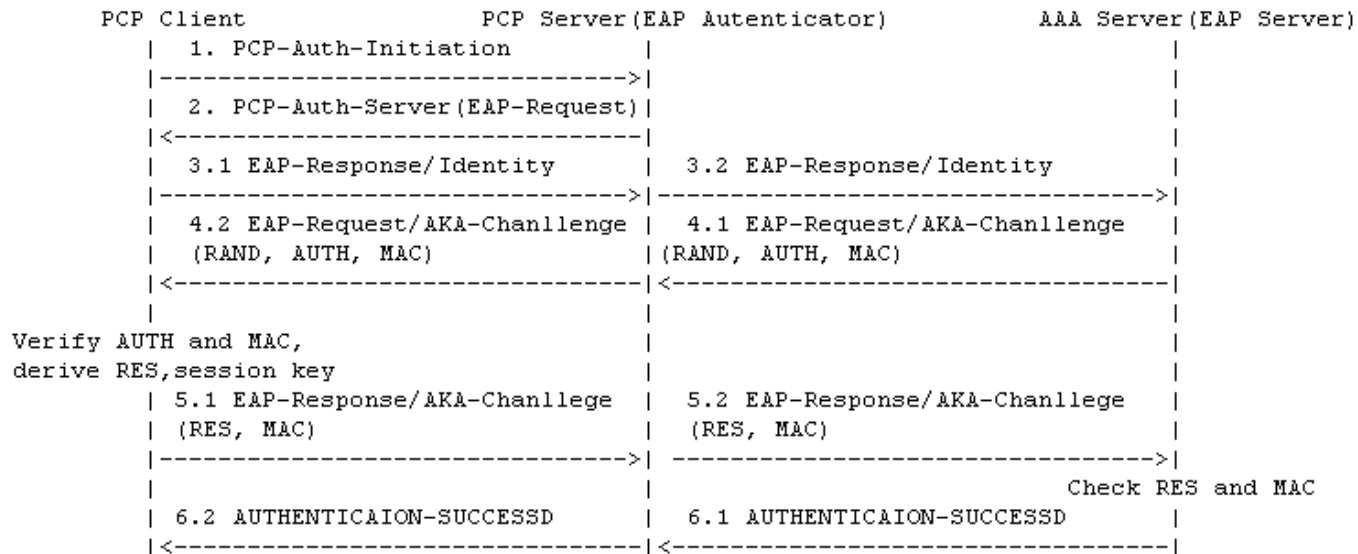 PCP Client PCP Server(EAP Autenticator) AAA Server(EAP Server)
1. PCP-Auth-Initiation
2. PCP-Auth-Server(EAP-Request)
3.1 EAP-Response/Identity 3.2 EAP-Response/Identity
4.2 EAP-Request/AKA-Chanllenge 4.1 EAP-Request/AKA-Chanllenge
(RAND, AUTH, MAC) (RAND, AUTH, MAC)
Verify AUTH and MAC,
derive RES,session key
5.1 EAP-Response/AKA-Chanllege 5.2 EAP-Response/AKA-Chanllege
(RES, MAC) (RES, MAC)
Check RES and MAC
6.2 AUTHENTICAION-SUCCESSD 6.1 AUTHENTICAION-SUCCESSD